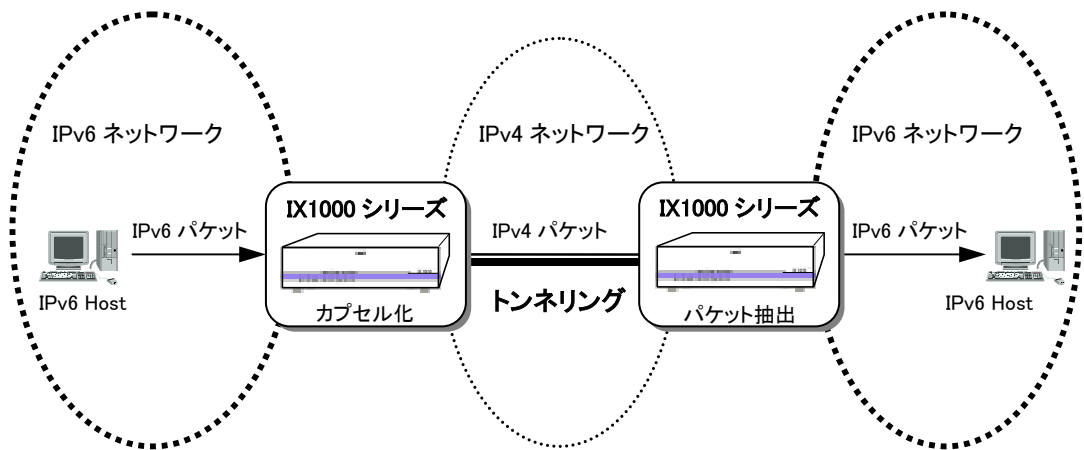 IPv6 ネットワーク
IPv4 ネットワーク
IPv6 ネットワーク
IX1000 シリーズ
IX1000 シリーズ
IPv6 パケット
IPv4 パケット
IPv6 パケット
IPv6 Host
カプセル化
トンネリング
パケット抽出
IPv6 Host